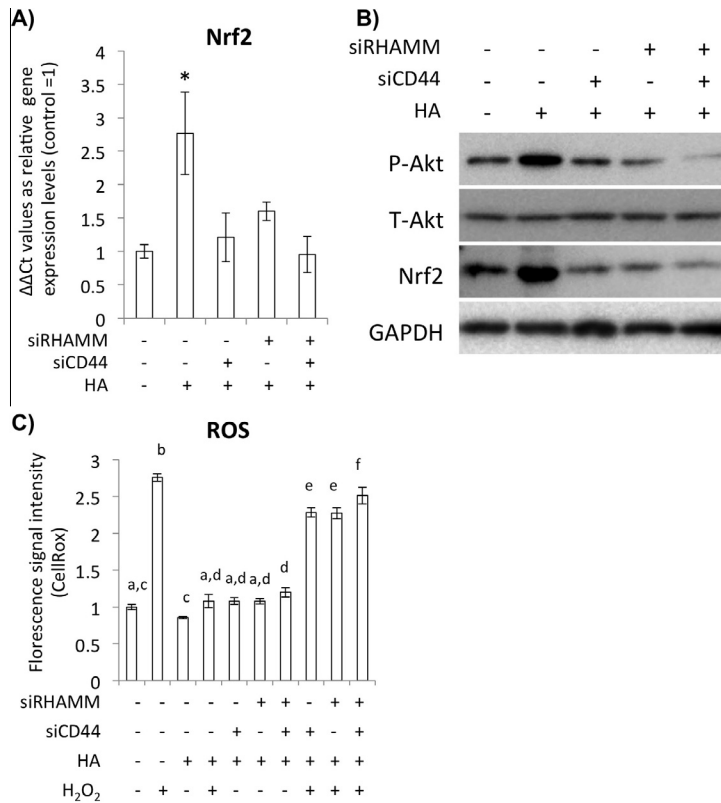 A)
Nrf2
ΔΔCt values as relative gene
expression levels (control =1)
4
3.5
3
2.5
2
1.5
1
0.5
0
*
siRHAMM - - - + +
siCD44 - - + - +
HA - + + + +
B)
siRHAMM - - - + +
siCD44 - - + - +
HA - + + + +
P-Akt
T-Akt
Nrf2
GAPDH
C)
ROS
Florescence signal intensity
(CellRox)
3
2.5
2
1.5
1
0.5
0
a,c b c a,d a,d a,d d e e f
siRHAMM - - - - - + + - + +
siCD44 - - - - + - + + - +
HA - - + + + + + + + +
H₂O₂ - + - + - - - + + +